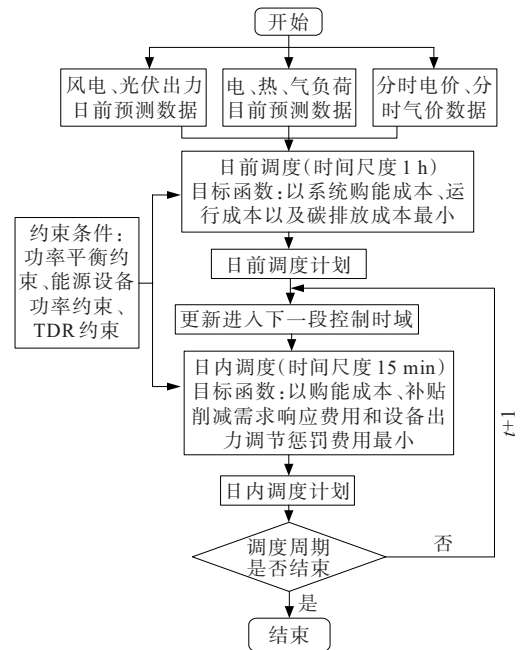 开始
风电、光伏出力
日前预测数据
电、热、气负荷
日前预测数据
分时电价、分
时气价数据
日前调度(时间尺度1 h)
目标函数:以系统购能成本、运
行成本以及碳排放成本最小
约束条件:
功率平衡约
束、能源设备
功率约束、
TDR约束
日前调度计划
更新进入下一段控制时域
日内调度(时间尺度15 min)
目标函数:以购能成本、补贴
削减需求响应费用和设备出
力调节惩罚费用最小
t+1
日内调度计划
调度周期
是否结束
否
是
结束